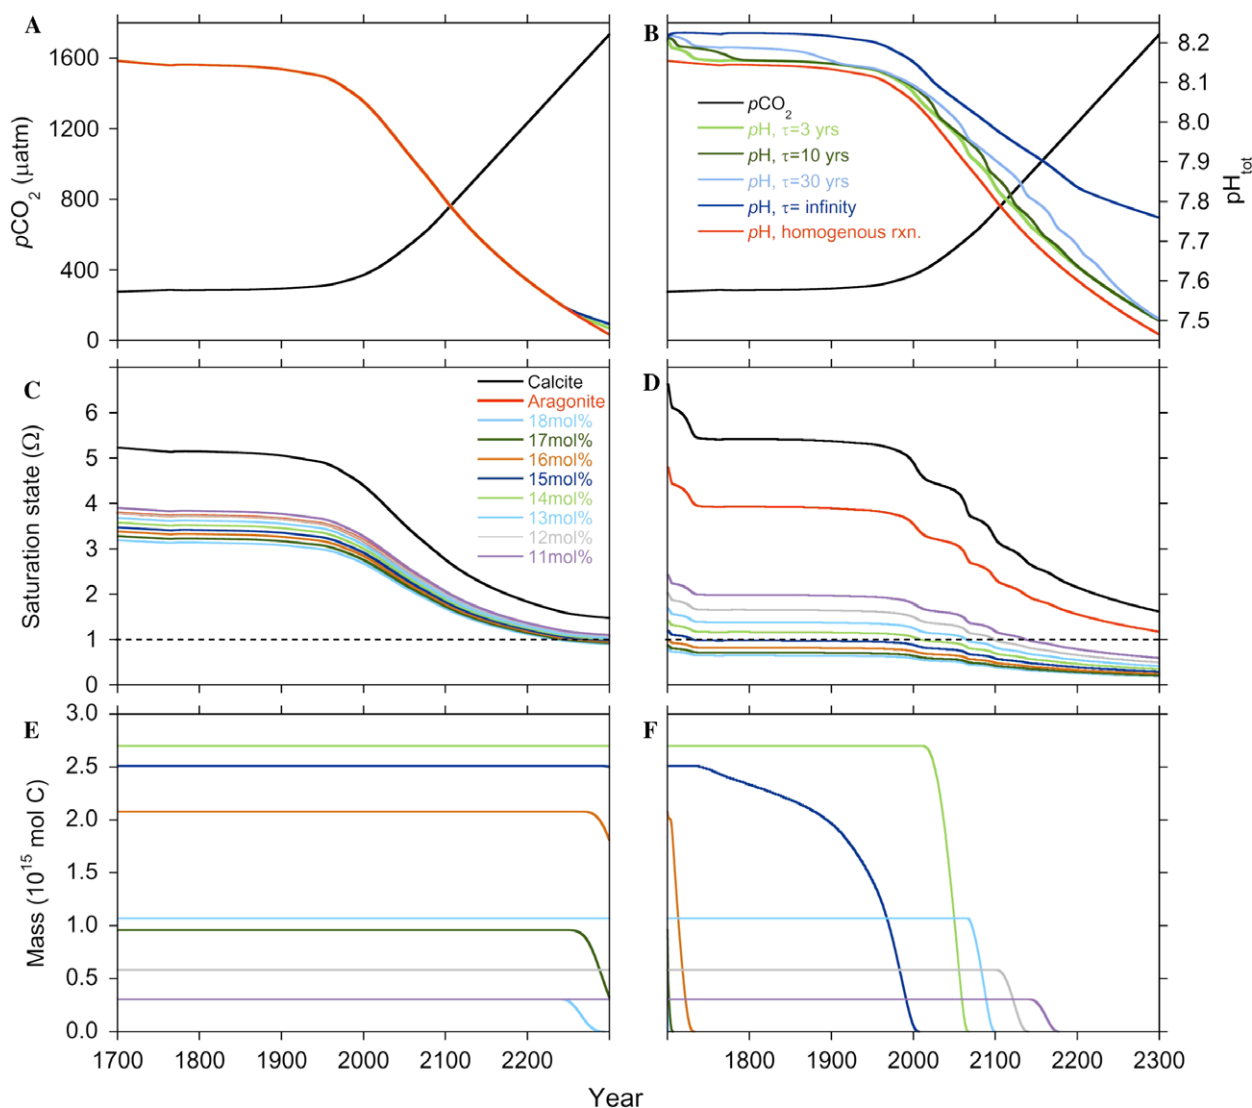 A
B
1600
1200
800
400
0
pCO2 (µatm)
8.2
8.1
8.0
7.9
7.8
7.7
7.6
7.5
pHtot
pCO2
pH, τ=3 yrs
pH, τ=10 yrs
pH, τ=30 yrs
pH, τ= infinity
pH, homogenous rxn.
C
D
6
5
4
3
2
1
0
Saturation state (Ω)
Calcite
Aragonite
18mol%
17mol%
16mol%
15mol%
14mol%
13mol%
12mol%
11mol%
E
F
3.0
2.5
2.0
1.5
1.0
0.5
0.0
Mass (10^15 mol C)
1700 1800 1900 2000 2100 2200
1800 1900 2000 2100 2200 2300
Year